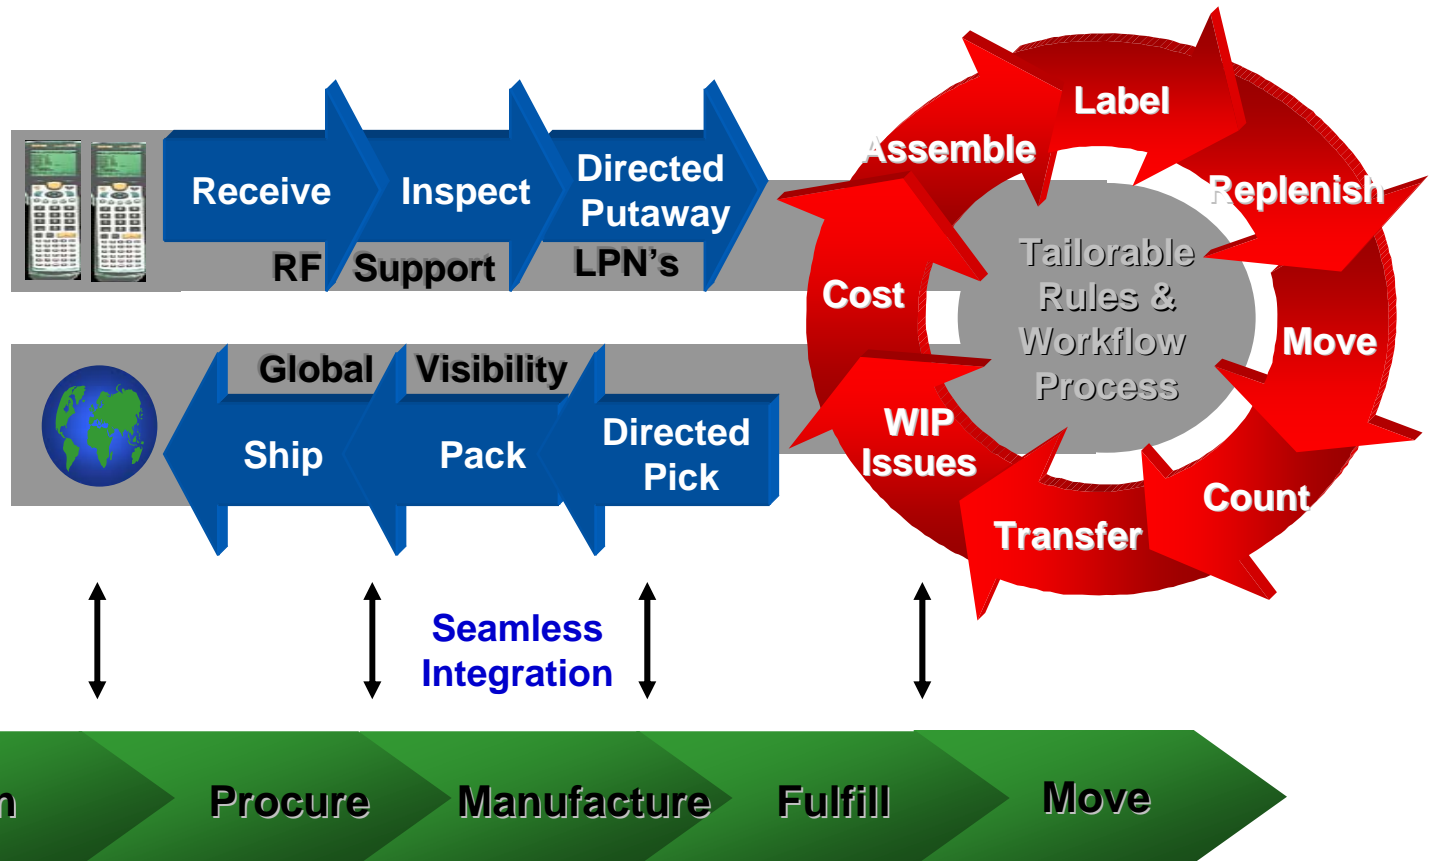 Label
Assemble
Directed
Putaway
Receive
Inspect
Replenish
RF Support
LPN's
Tailorable
Rules &
Workflow
Process
Cost
Move
Global Visibility
WIP
Issues
Directed
Pick
Ship
Pack
Count
Transfer
Seamless
Integration
Procure
Manufacture
Fulfill
Move